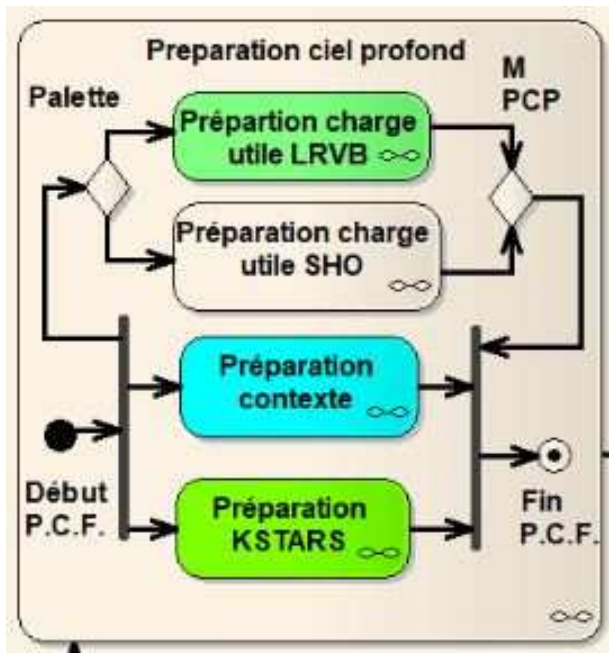 Preparation ciel profond
Palette
M
PCP
Prépartion charge
utile LRVB
Préparation charge
utile SHO
Préparation
contexte
Début
P.C.F.
Préparation
KSTARS
Fin
P.C.F.